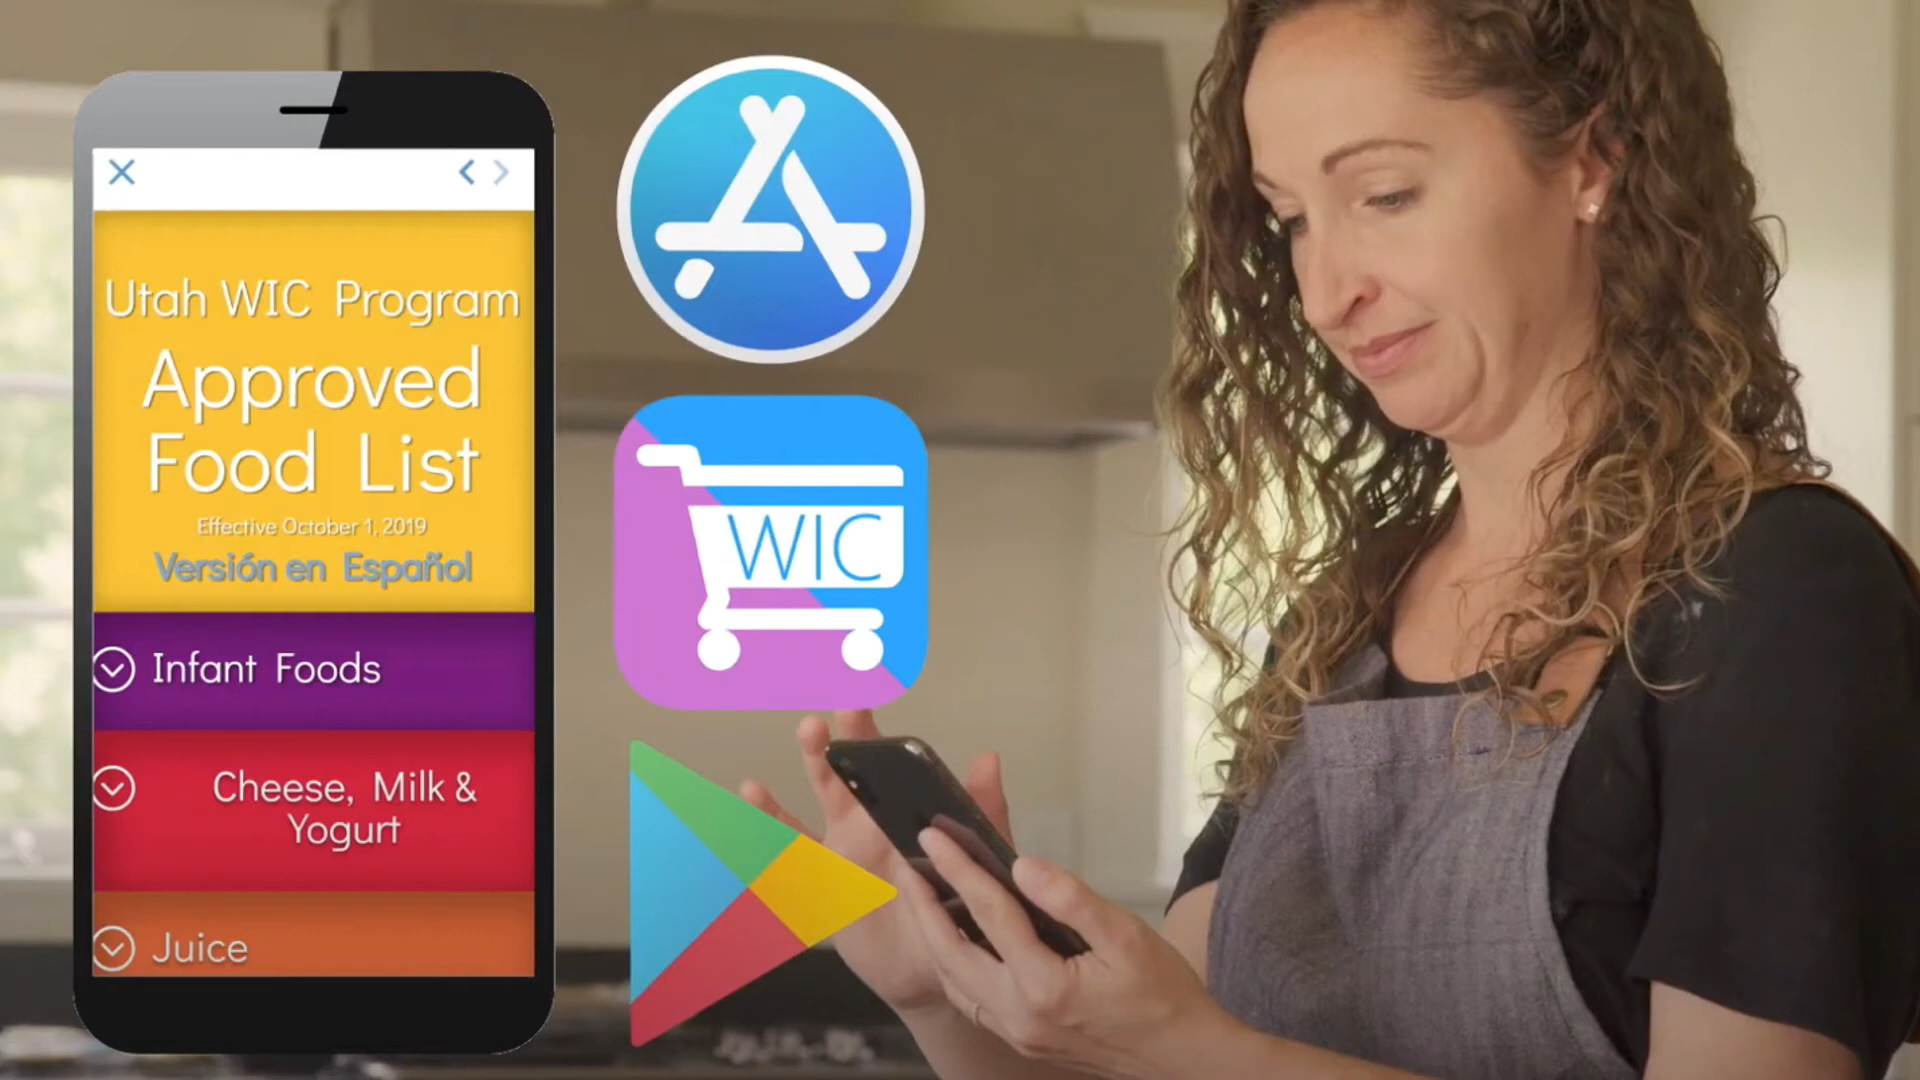 Utah WIC Program
Approved
Food List
Effective October 1, 2019
Versión en Español
Infant Foods
Cheese, Milk &
Yogurt
Juice
WIC